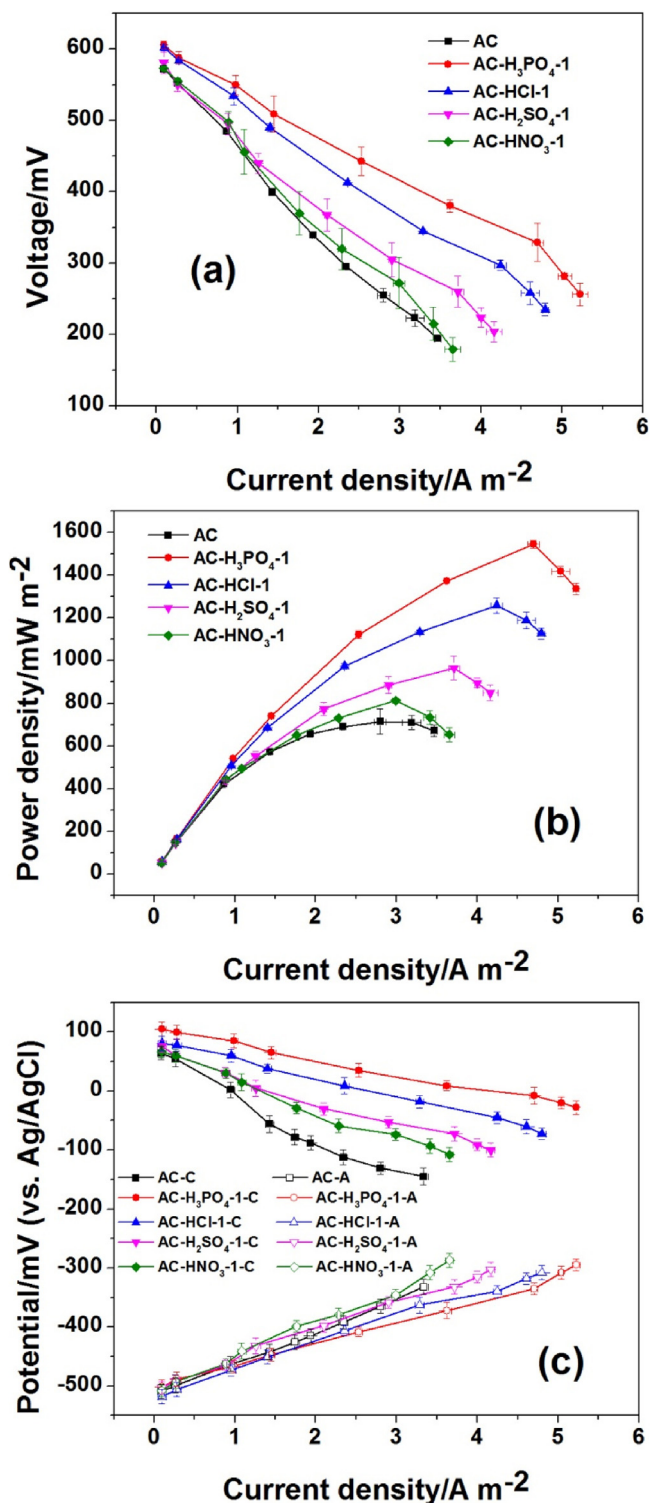 600
500
400
300
200
100
Voltage/mV
AC
AC-H₃PO₄-1
AC-HCl-1
AC-H₂SO₄-1
AC-HNO₃-1
(a)
0 1 2 3 4 5 6
Current density/A m⁻²
1600
1400
1200
1000
800
600
400
200
0
Power density/mW m⁻²
AC
AC-H₃PO₄-1
AC-HCl-1
AC-H₂SO₄-1
AC-HNO₃-1
(b)
0 1 2 3 4 5 6
Current density/A m⁻²
100
0
-100
-200
-300
-400
-500
Potential/mV (vs. Ag/AgCl)
AC-C AC-A
AC-H₃PO₄-1-C AC-H₃PO₄-1-A
AC-HCl-1-C AC-HCl-1-A
AC-H₂SO₄-1-C AC-H₂SO₄-1-A
AC-HNO₃-1-C AC-HNO₃-1-A
(c)
0 1 2 3 4 5 6
Current density/A m⁻²